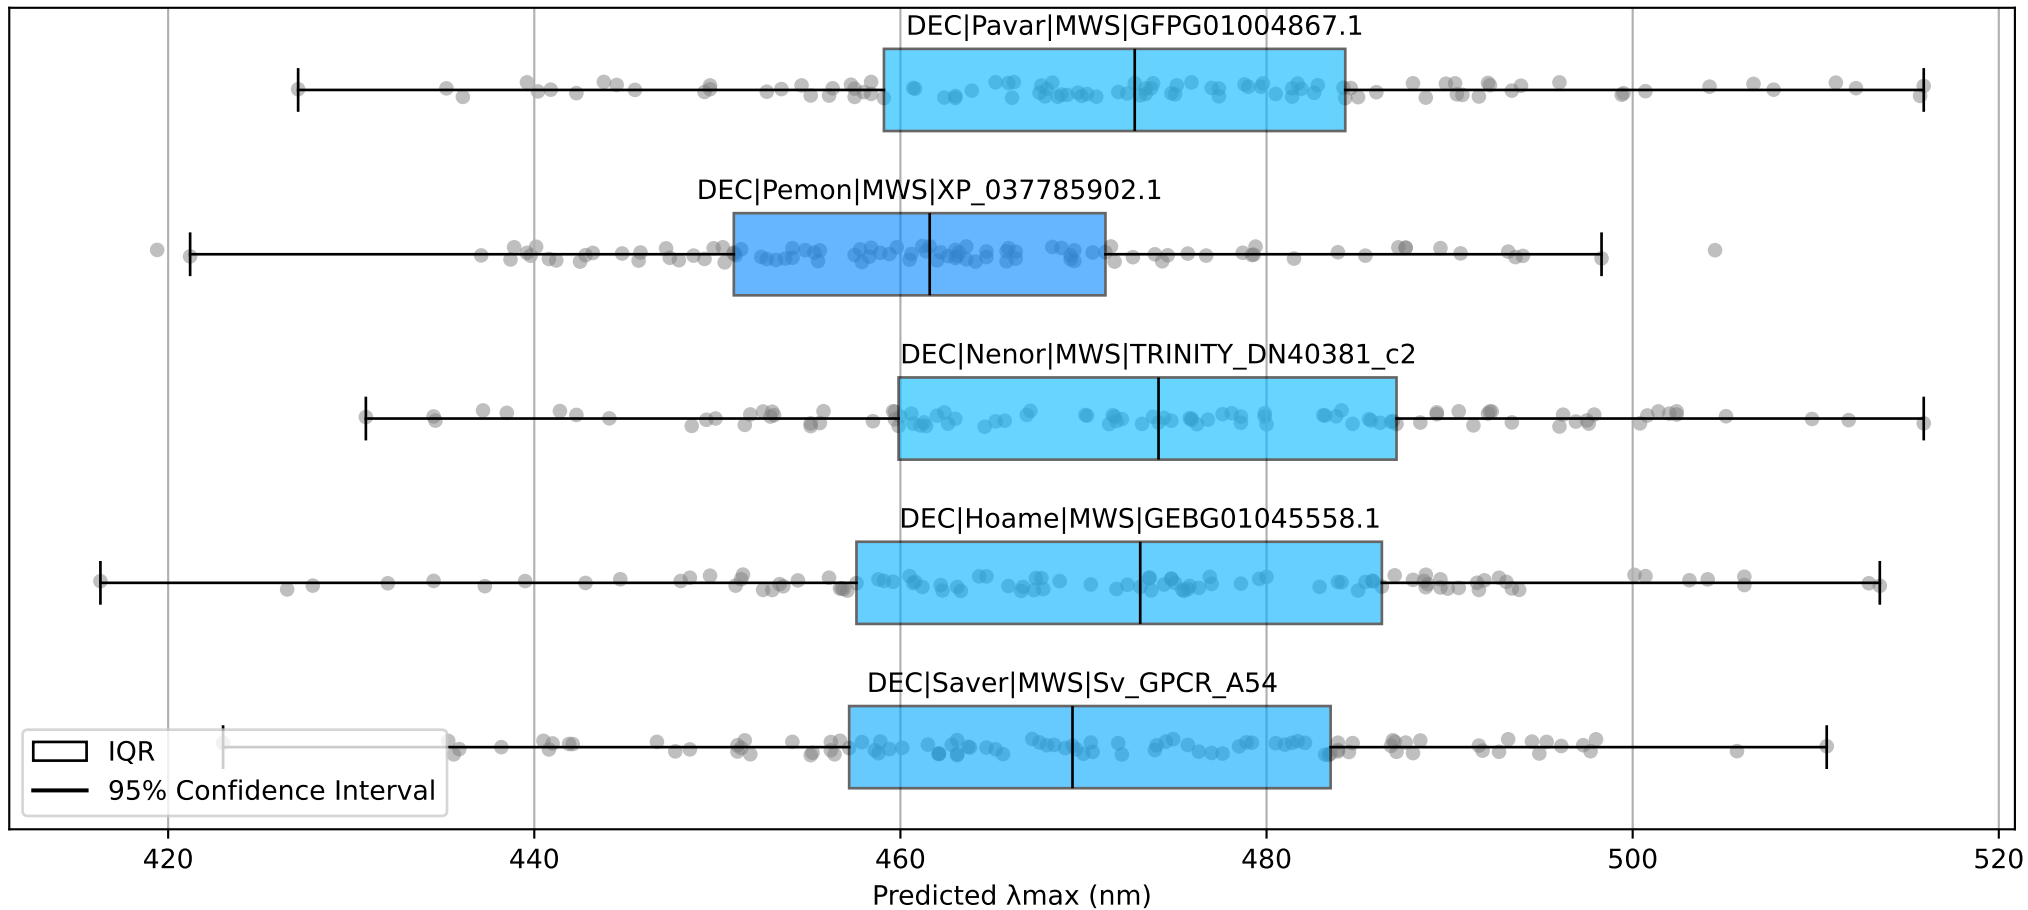 DEC|Pavar|MWS|GFPG01004867.1
DEC|Pemon|MWS|XP_037785902.1
DEC|Nenor|MWS|TRINITY_DN40381_c2
DEC|Hoame|MWS|GEBG01045558.1
DEC|Saver|MWS|Sv_GPCR_A54
IQR
95% Confidence Interval
420 440 460 480 500 520
Predicted λmax (nm)